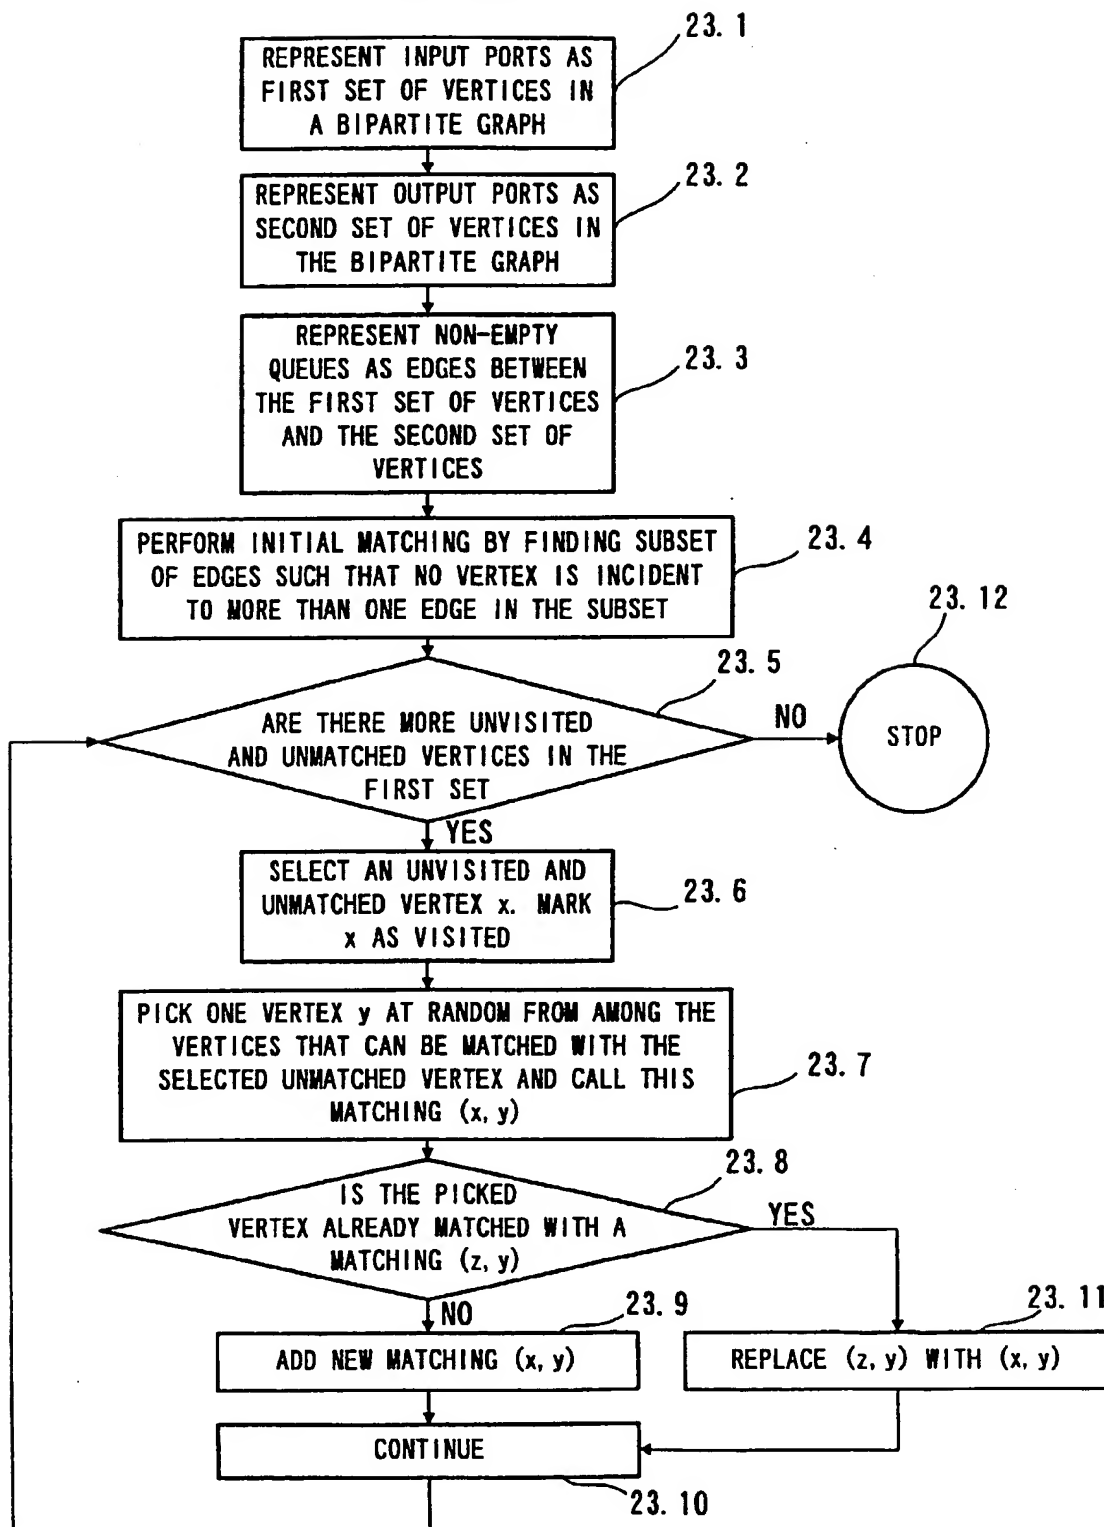 23. 1
REPRESENT INPUT PORTS AS
FIRST SET OF VERTICES IN
A BIPARTITE GRAPH
23. 2
REPRESENT OUTPUT PORTS AS
SECOND SET OF VERTICES IN
THE BIPARTITE GRAPH
REPRESENT NON-EMPTY
QUEUES AS EDGES BETWEEN
THE FIRST SET OF VERTICES
AND THE SECOND SET OF
VERTICES
23. 3
PERFORM INITIAL MATCHING BY FINDING SUBSET
OF EDGES SUCH THAT NO VERTEX IS INCIDENT
TO MORE THAN ONE EDGE IN THE SUBSET
23. 4
23. 12
23. 5
ARE THERE MORE UNVISITED
AND UNMATCHED VERTICES IN THE
FIRST SET
NO
STOP
YES
SELECT AN UNVISITED AND
UNMATCHED VERTEX x. MARK
x AS VISITED
23. 6
PICK ONE VERTEX y AT RANDOM FROM AMONG THE
VERTICES THAT CAN BE MATCHED WITH THE
SELECTED UNMATCHED VERTEX AND CALL THIS
MATCHING (x, y)
23. 7
23. 8
IS THE PICKED
VERTEX ALREADY MATCHED WITH A
MATCHING (z, y)
YES
NO
23. 9
23. 11
ADD NEW MATCHING (x, y)
REPLACE (z, y) WITH (x, y)
CONTINUE
23. 10